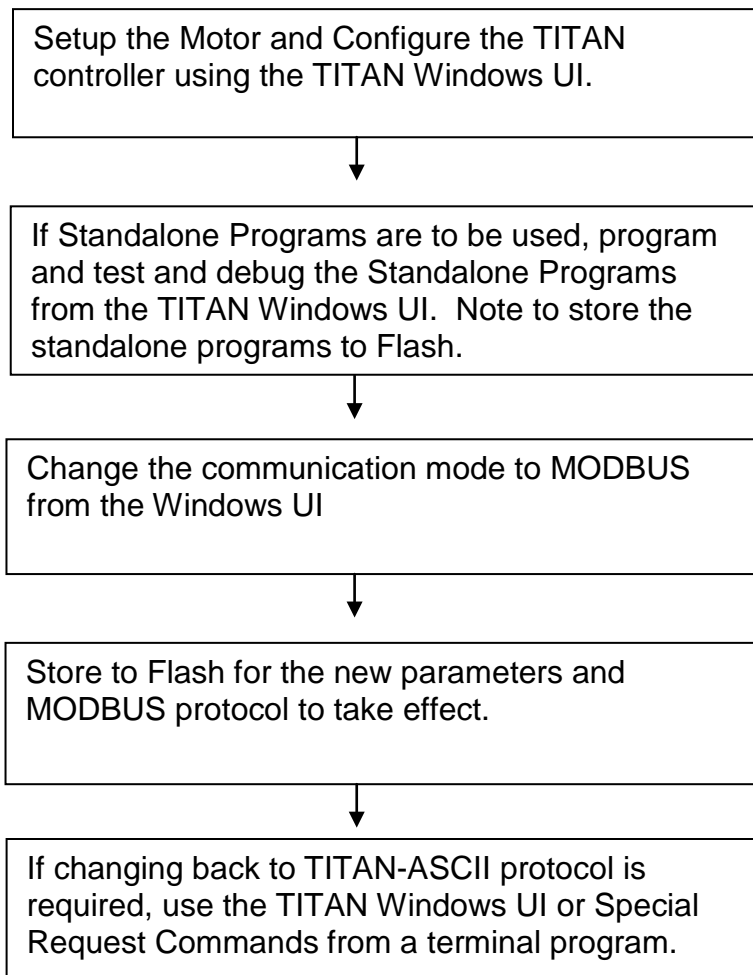 Setup the Motor and Configure the TITAN
controller using the TITAN Windows UI.
If Standalone Programs are to be used, program
and test and debug the Standalone Programs
from the TITAN Windows UI.  Note to store the
standalone programs to Flash.
Change the communication mode to MODBUS
from the Windows UI
Store to Flash for the new parameters and
MODBUS protocol to take effect.
If changing back to TITAN-ASCII protocol is
required, use the TITAN Windows UI or Special
Request Commands from a terminal program.